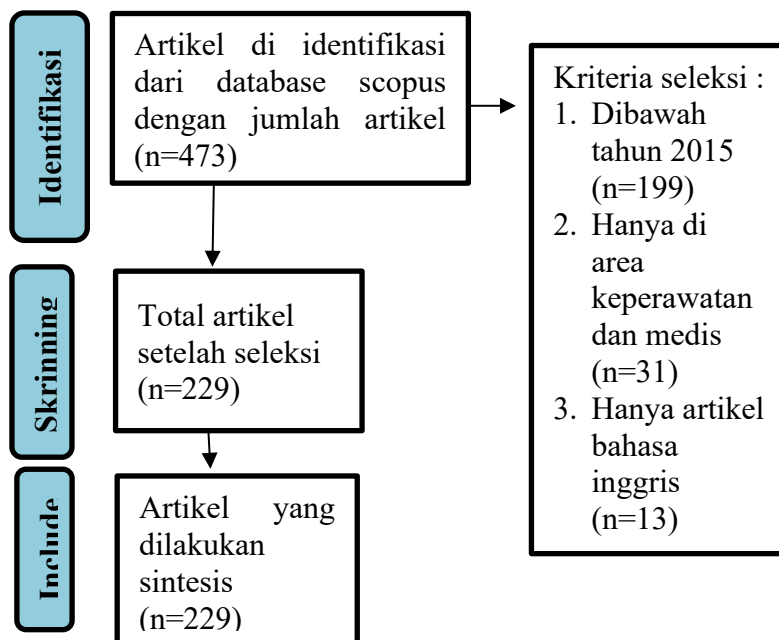 Identifikasi
Artikel di identifikasi
dari database scopus
dengan jumlah artikel
(n=473)
Kriteria seleksi :
1. Dibawah
tahun 2015
(n=199)
2. Hanya di
area
keperawatan
dan medis
(n=31)
3. Hanya artikel
bahasa
inggris
(n=13)
Skrinning
Total artikel
setelah seleksi
(n=229)
Include
Artikel yang
dilakukan
sintesis
(n=229)